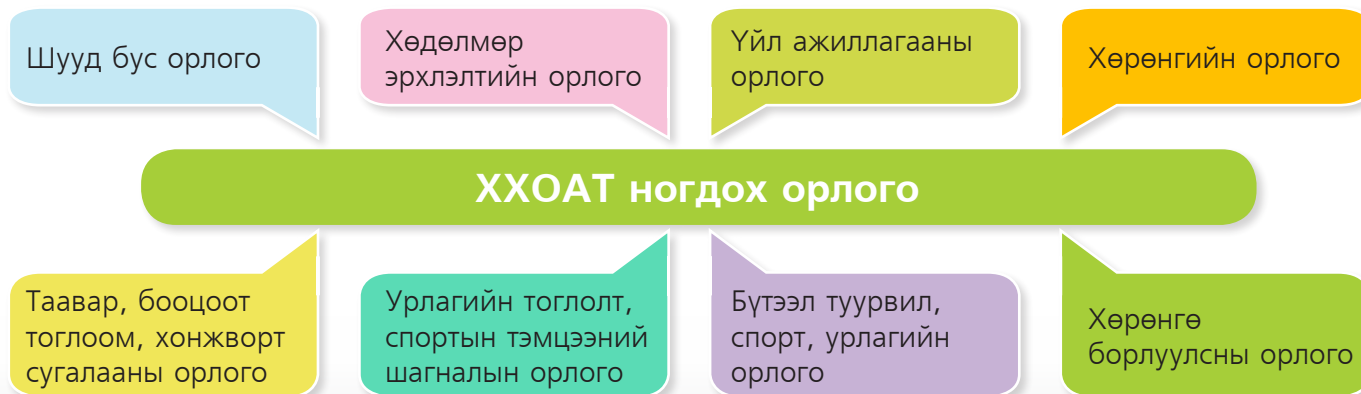 Шууд бус орлого
Хөдөлмөр
эрхлэлтийн орлого
Үйл ажиллагааны
орлого
Хөрөнгийн орлого
ХХОАТ ногдох орлого
Таавар, бооцоот
тоглоом, хонжворт
сугалааны орлого
Урлагийн тоглолт,
спортын тэмцээний
шагналын орлого
Бүтээл туурвил,
спорт, урлагийн
орлого
Хөрөнгө
борлуулсны орлого